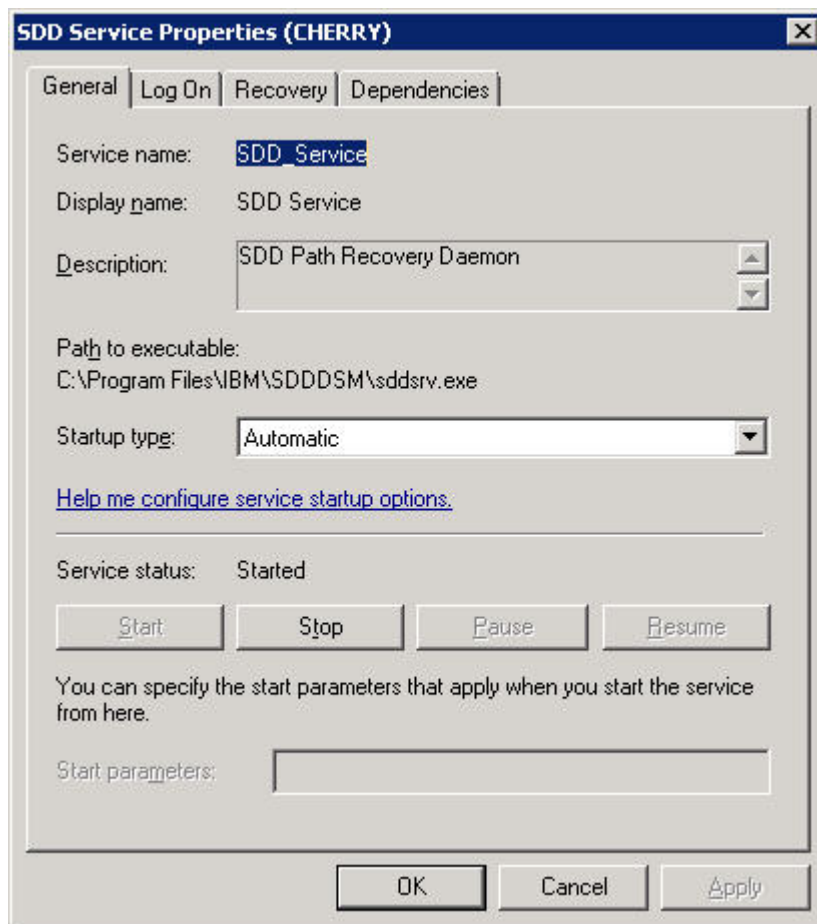 SDD Service Properties (CHERRY)
General Log On Recovery Dependencies
Service name: SDD_Service
Display name: SDD Service
Description: SDD Path Recovery Daemon
Path to executable:
C:\Program Files\IBM\SDDDSM\sddsrv.exe
Startup type: Automatic
Help me configure service startup options.
Service status: Started
Start Stop Pause Resume
You can specify the start parameters that apply when you start the service
from here.
Start parameters:
OK Cancel Apply